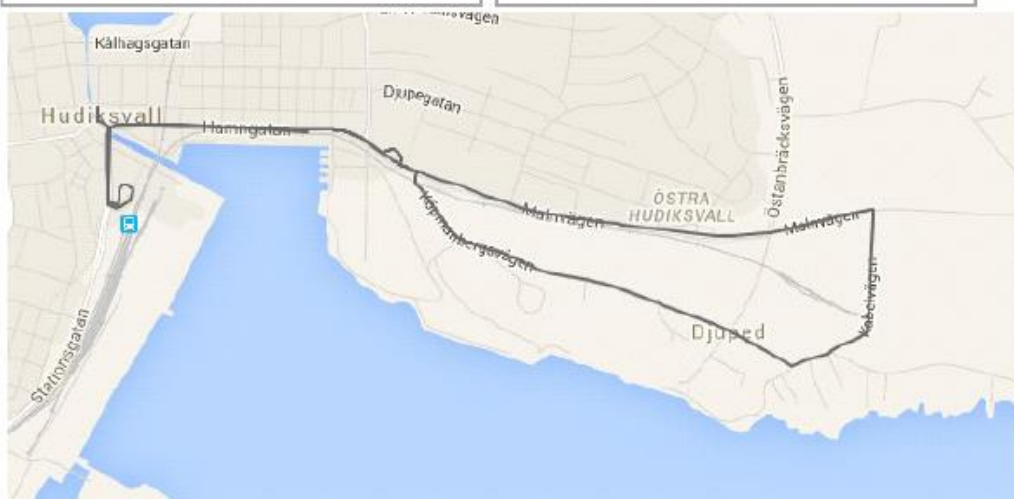 Kålhagsgatan
Djupegatan
Hudiksvall
Hamngatan
Östanbräcksvägen
ÖSTRA
HUDIKSVALL
Malmvägen
Malmvägen
Köpmanbergsvägen
Kabelvägen
Djuped
Stationsgatan